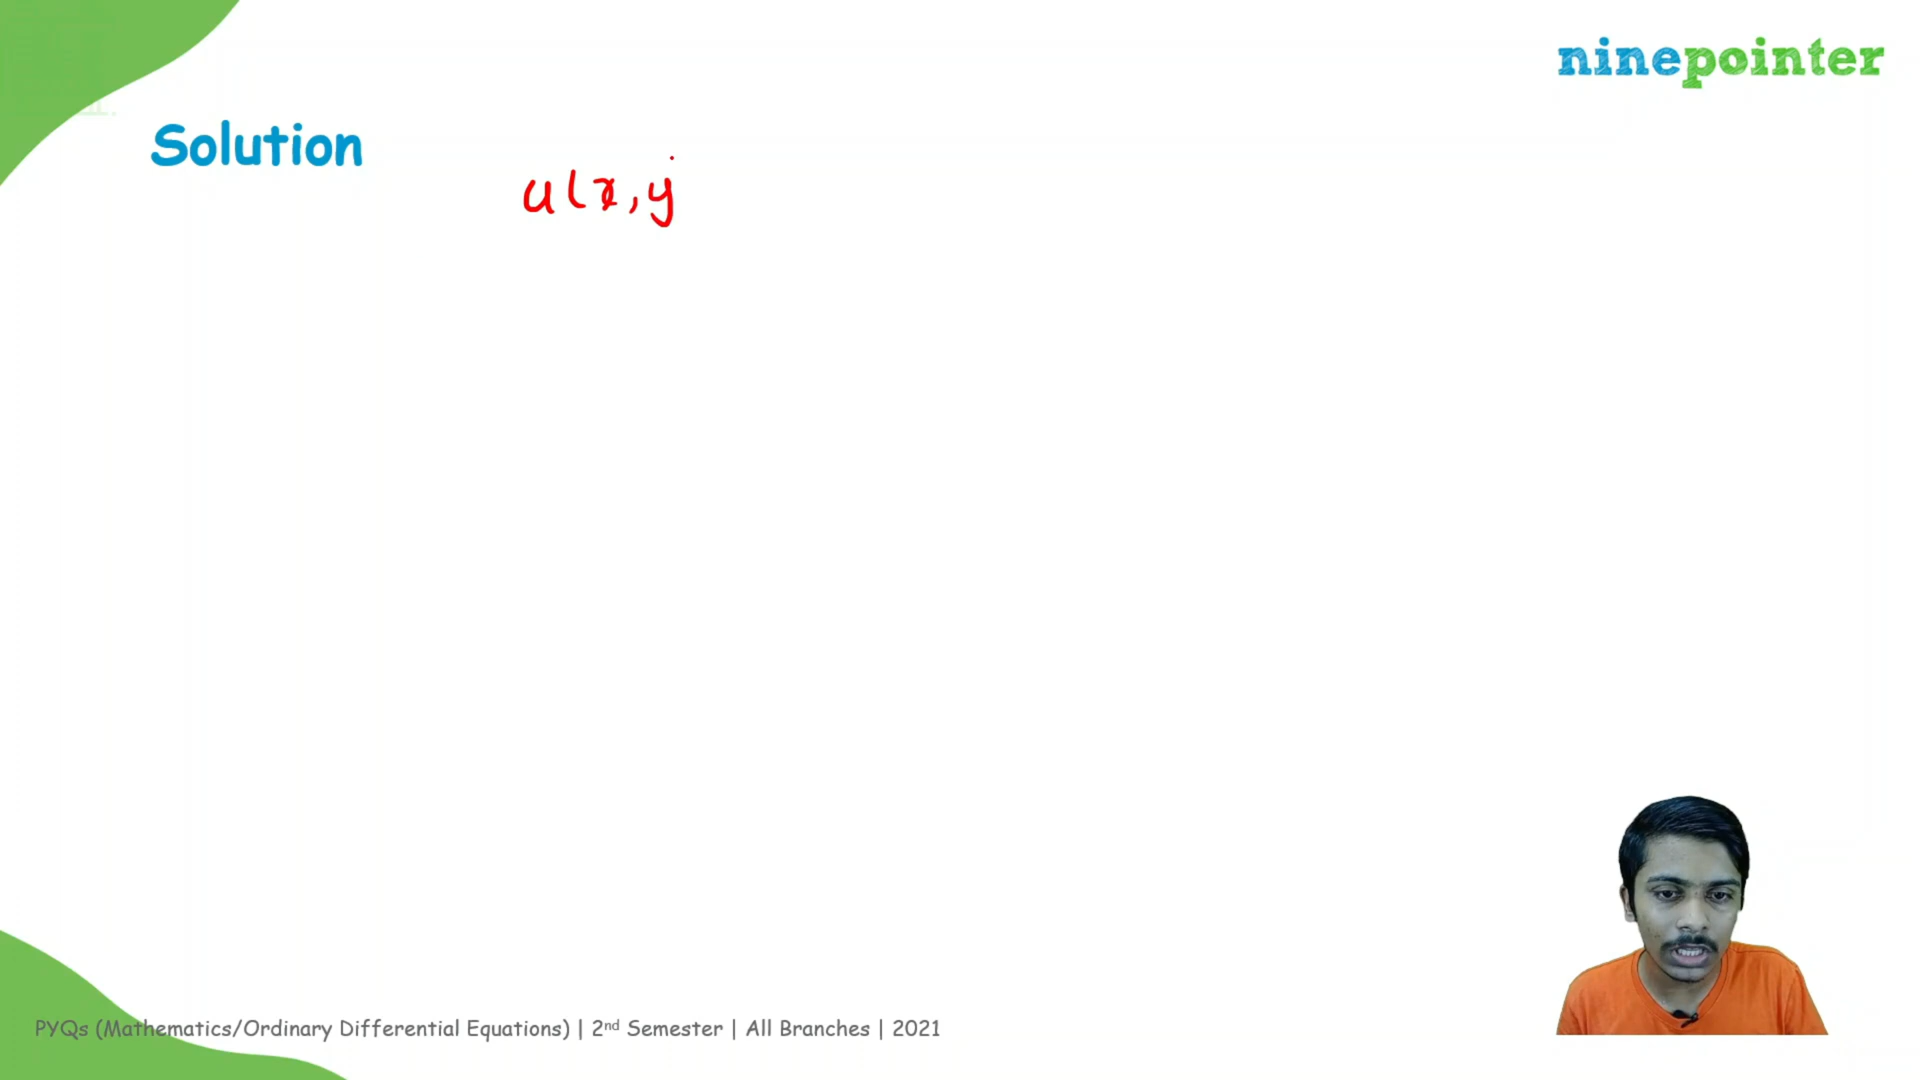 ninepointer
Solution
u(x,y
PYQs (Mathematics/Ordinary Differential Equations) | 2nd Semester | All Branches | 2021